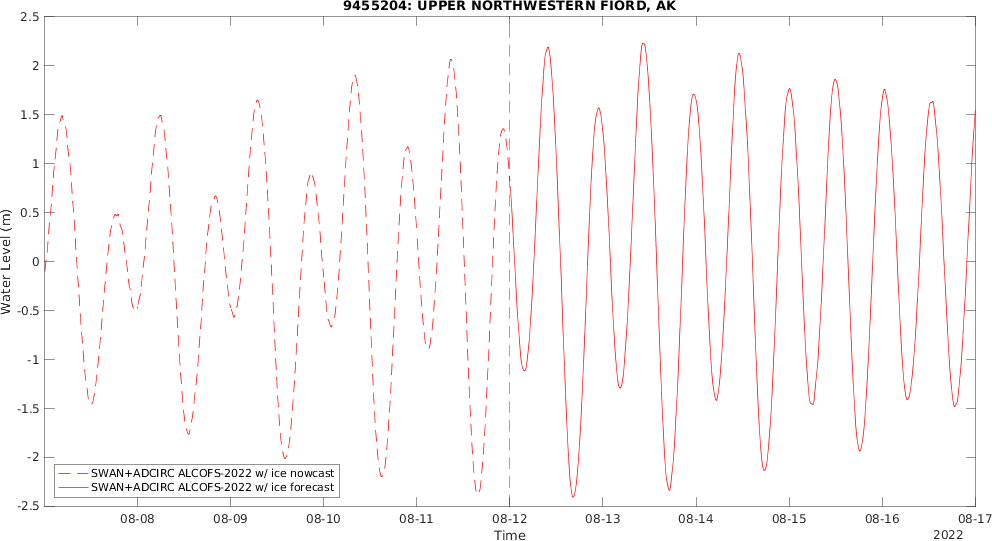 9455204: UPPER NORTHWESTERN FIORD, AK
2.5
2
1.5
1
0.5
0
-0.5
-1
-1.5
-2
-2.5
Water Level (m)
SWAN+ADCIRC ALCOFS-2022 w/ ice nowcast
SWAN+ADCIRC ALCOFS-2022 w/ ice forecast
08-08 08-09 08-10 08-11 08-12 08-13 08-14 08-15 08-16 08-17
Time
2022